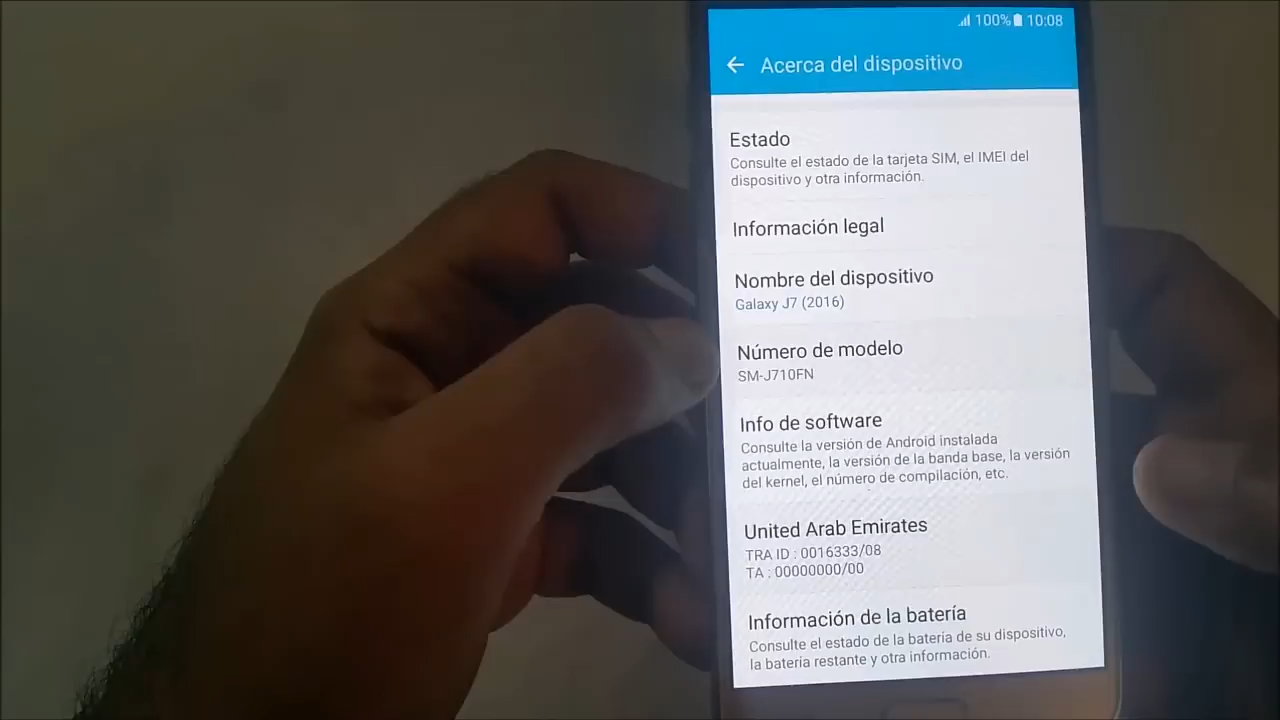 100% 10:08
Acerca del dispositivo
Estado
Consulte el estado de la tarjeta SIM, el IMEI del
dispositivo y otra información.
Información legal
Nombre del dispositivo
Galaxy J7 (2016)
Número de modelo
SM-J710FN
Info de software
Consulte la versión de Android instalada
actualmente, la versión de la banda base, la versión
del kernel, el número de compilación, etc.
United Arab Emirates
TRA ID : 0016333/08
TA : 00000000/00
Información de la batería
Consulte el estado de la batería de su dispositivo,
la batería restante y otra información.